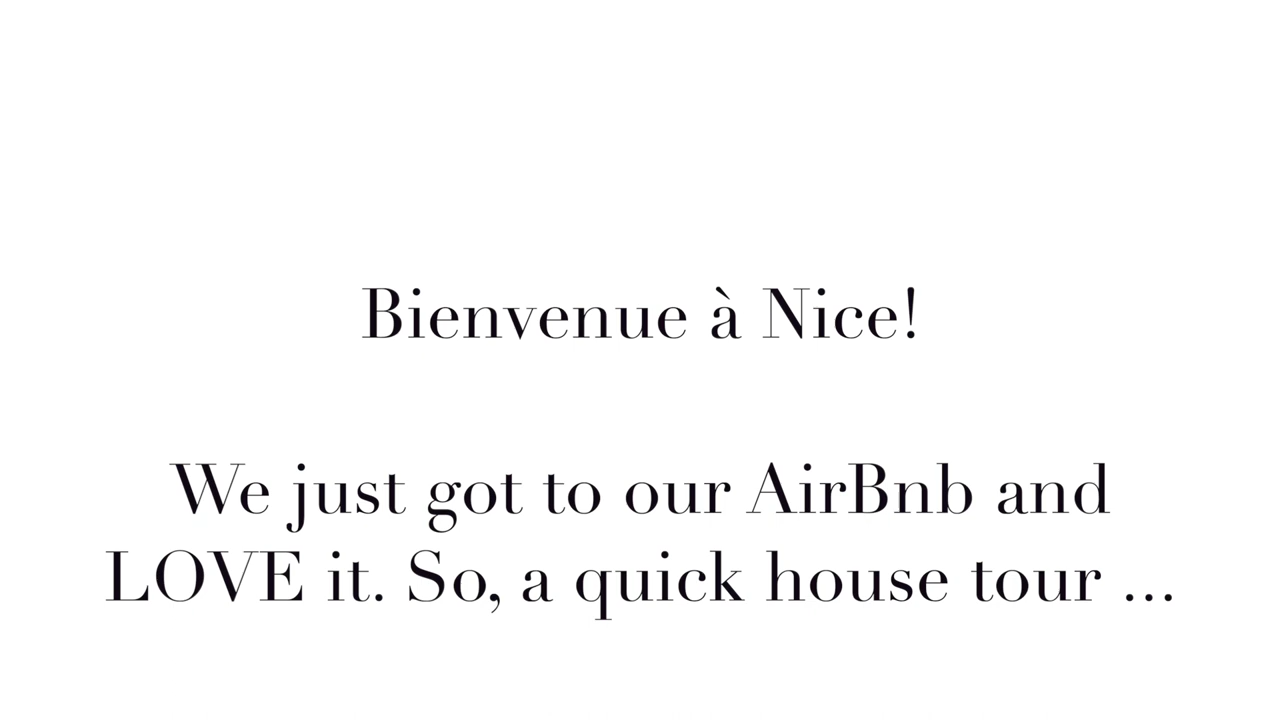 Bienvenue à Nice!
We just got to our AirBnb and
LOVE it. So, a quick house tour ...